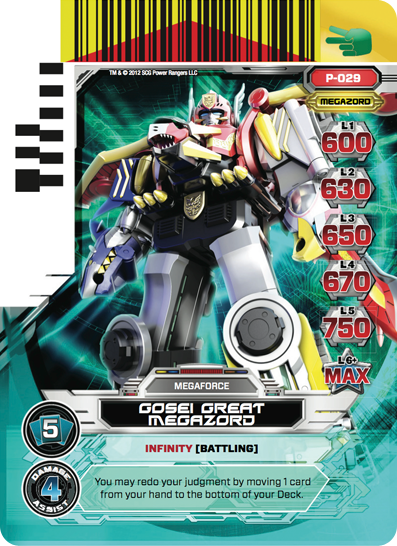 TM & © 2012 SCG Power Rangers LLC
P-029
MEGAZORD
L1
600
L2
630
L3
650
L4
670
L5
750
L6+
MAX
MEGAFORCE
GOSEI GREAT
MEGAZORD
5
INFINITY [BATTLING]
DAMAGE
4
ASSIST
You may redo your judgment by moving 1 card
from your hand to the bottom of your Deck.